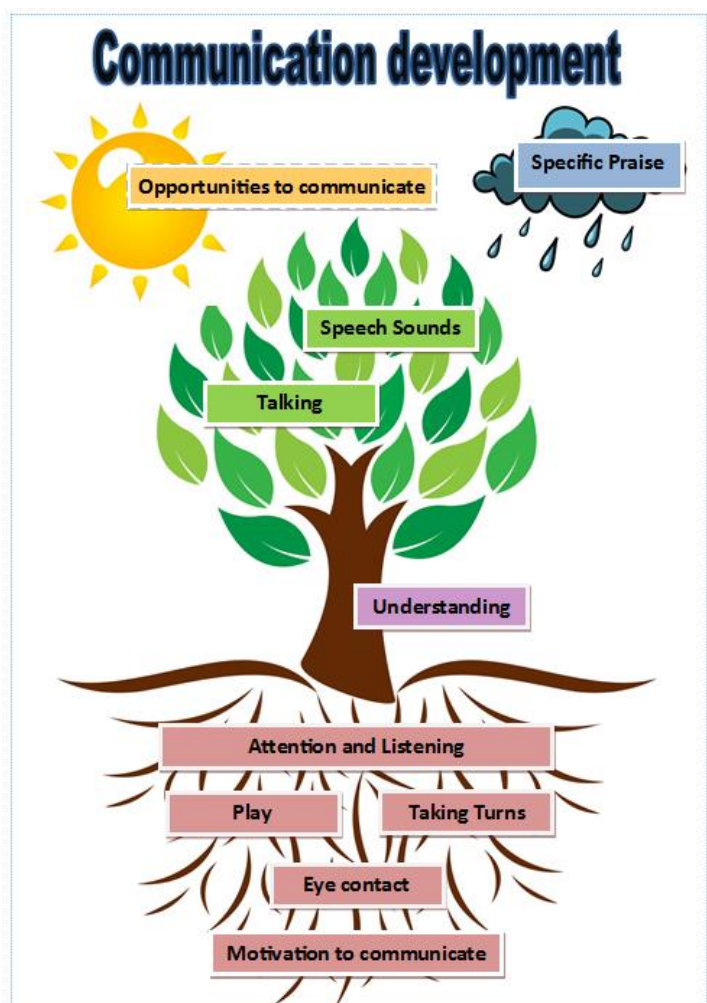 Communication development
Opportunities to communicate
Specific Praise
Speech Sounds
Talking
Understanding
Attention and Listening
Play
Taking Turns
Eye contact
Motivation to communicate